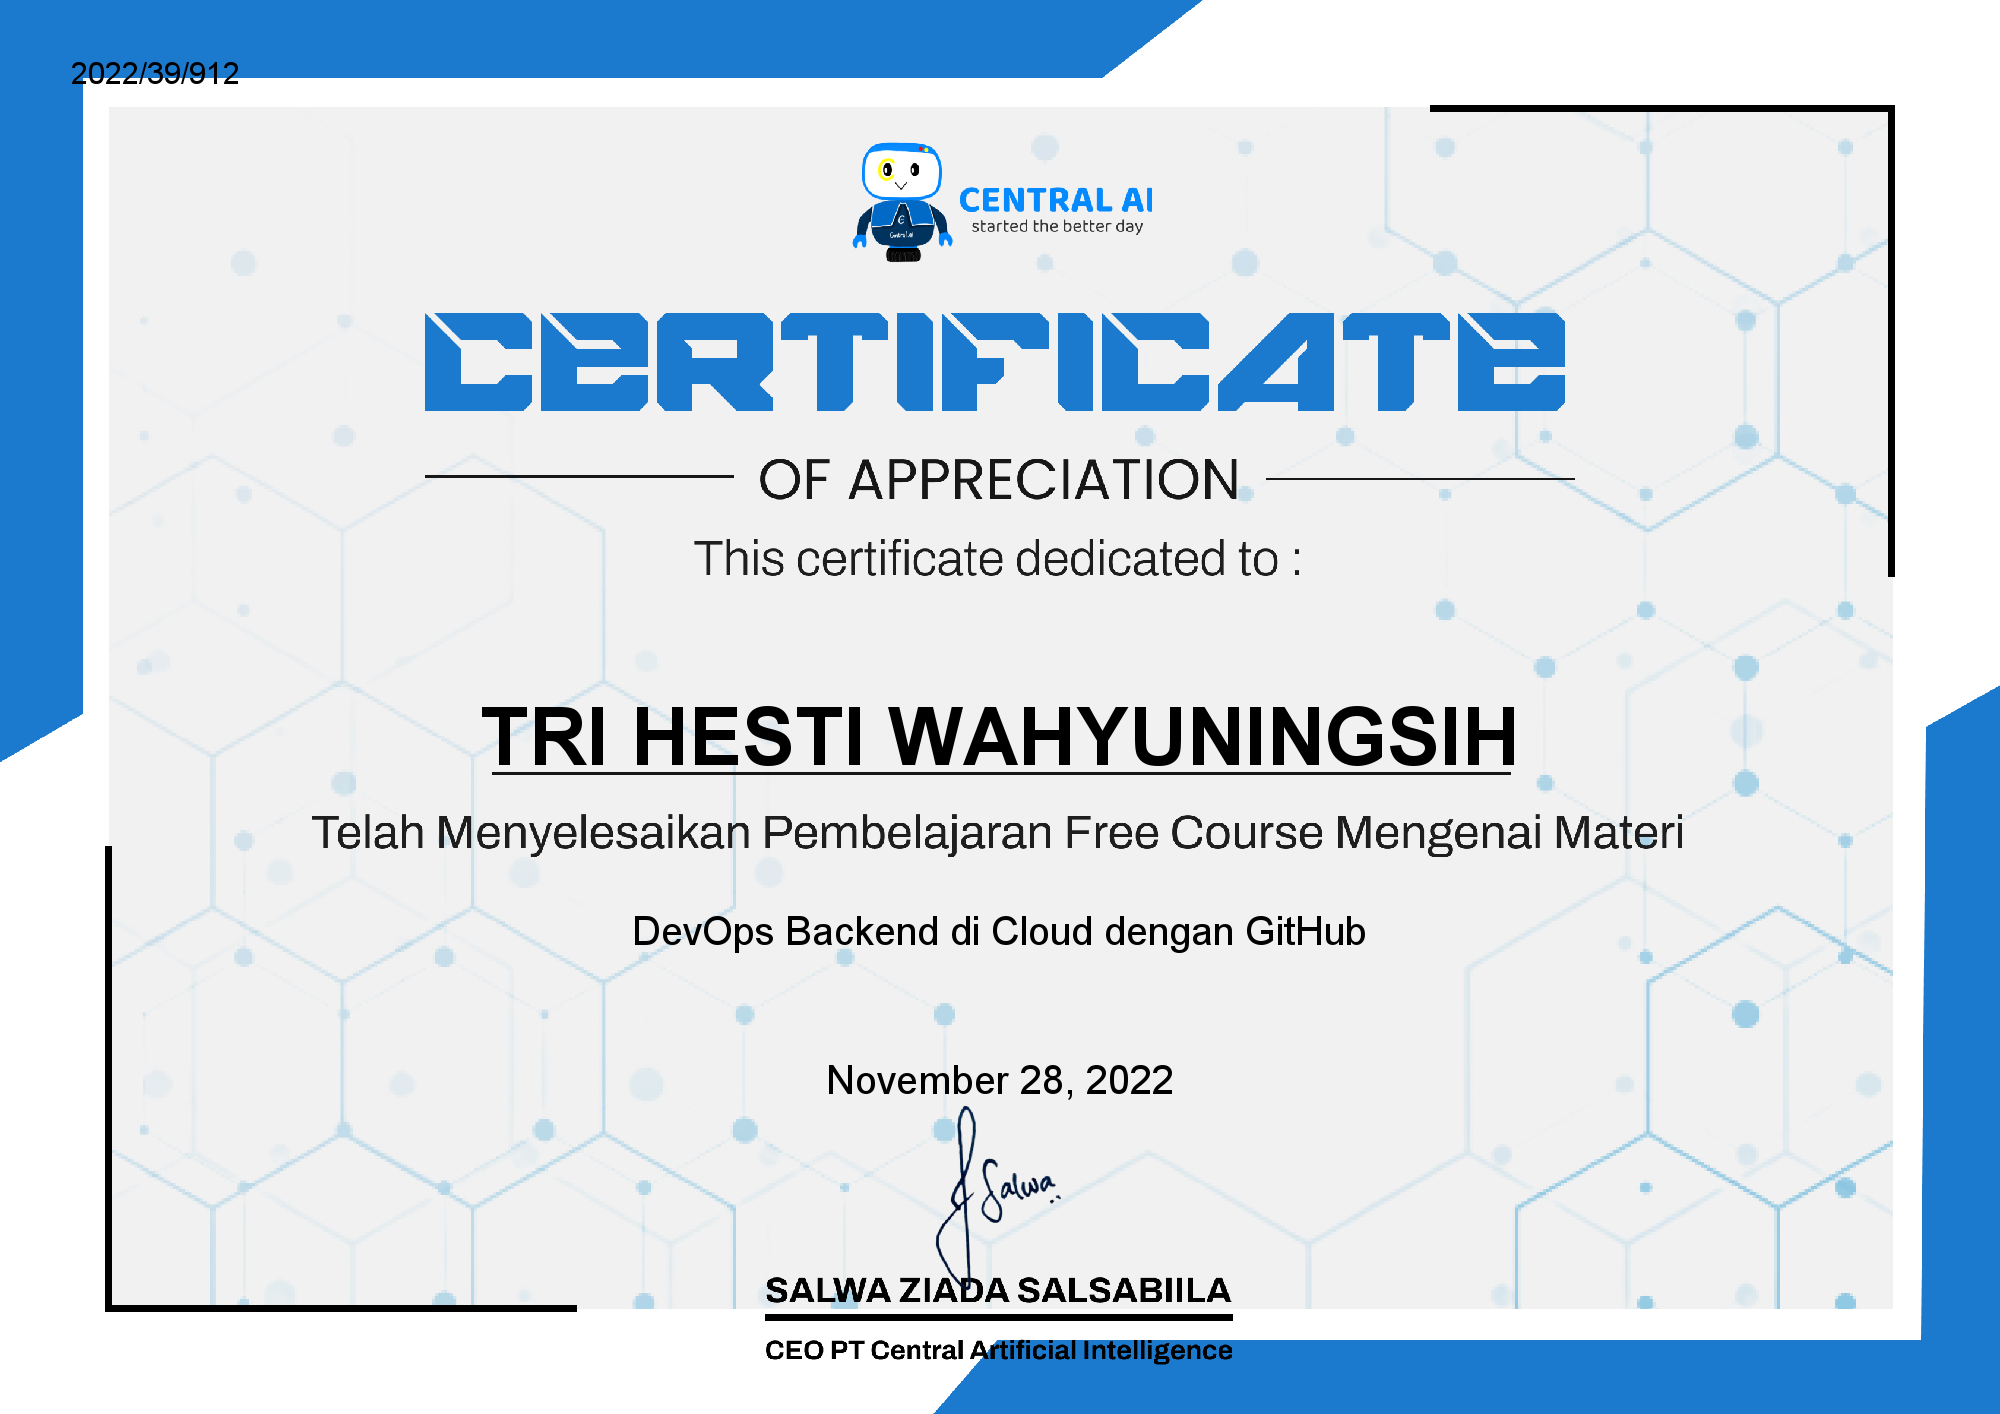 2022/39/912
CENTRAL AI
started the better day
CERTIFICATE
OF APPRECIATION
This certificate dedicated to :
TRI HESTI WAHYUNINGSIH
Telah Menyelesaikan Pembelajaran Free Course Mengenai Materi
DevOps Backend di Cloud dengan GitHub
November 28, 2022
Salwa
SALWA ZIADA SALSABIILA
CEO PT Central Artificial Intelligence